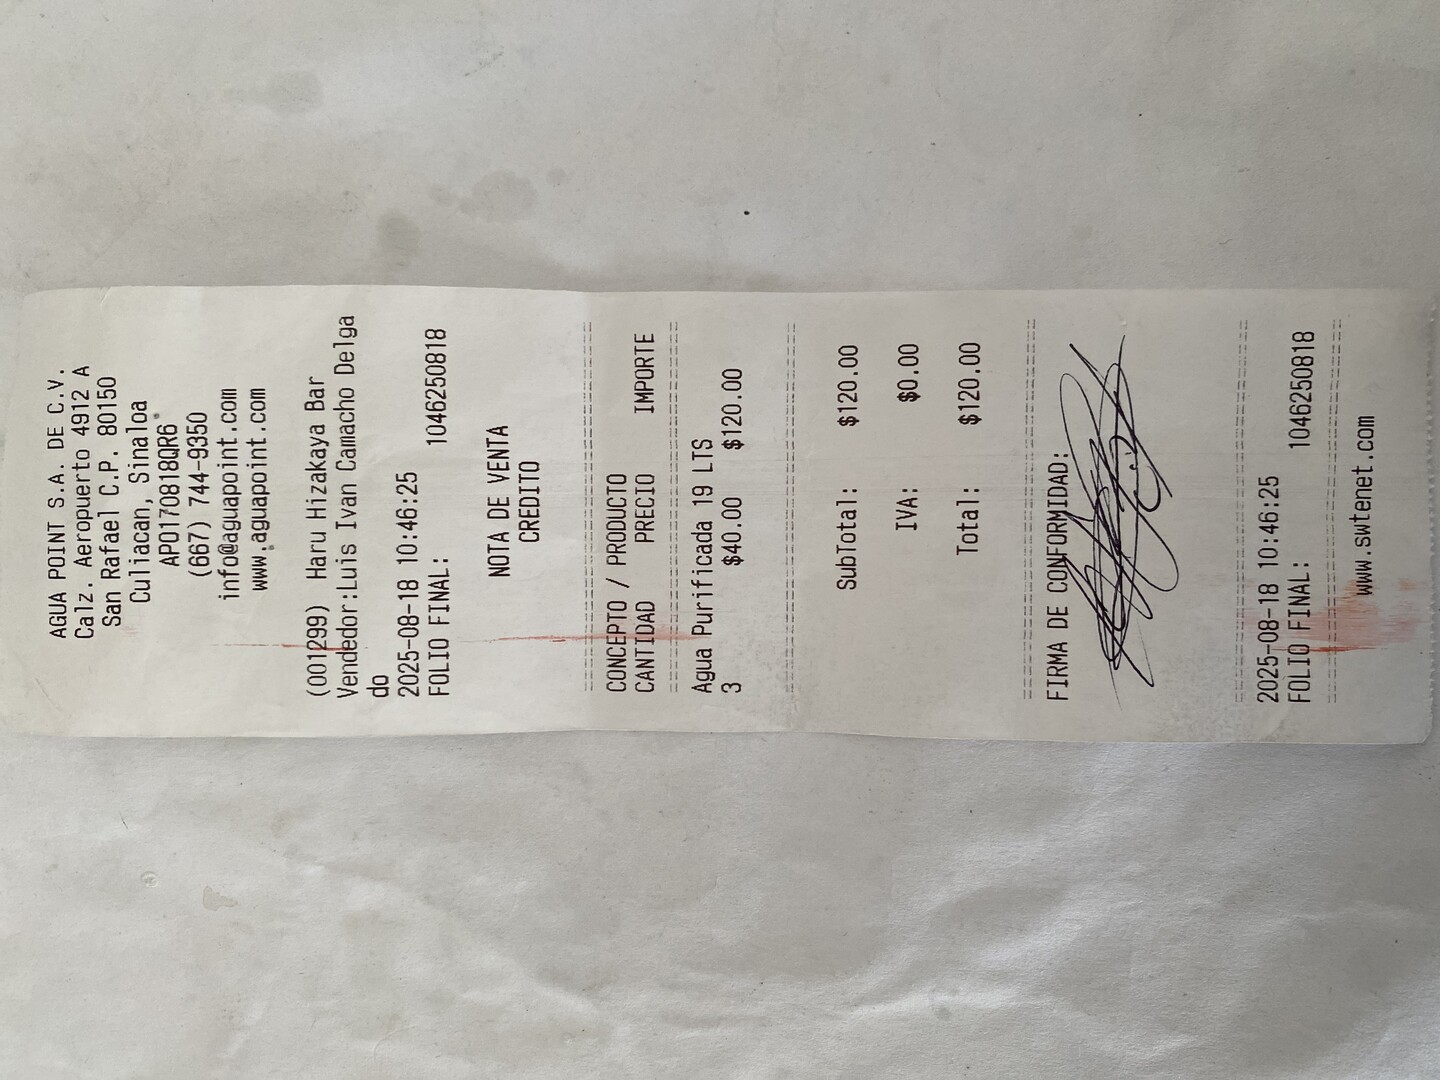 AGUA POINT S.A. DE C.V.
Calz. Aeropuerto 4912 A
San Rafael C.P. 80150
Culiacan, Sinaloa
APO170818QR6
(667) 744-9350
info@aguapoint.com
www.aguapoint.com
(001299) Haru Hizakaya Bar
Vendedor:Luis Ivan Camacho Delga
do
2025-08-18 10:46:25
FOLIO FINAL: 1046250818
NOTA DE VENTA
CREDITO
CONCEPTO / PRODUCTO
CANTIDAD PRECIO IMPORTE
Agua Purificada 19 LTS
3 $40.00 $120.00
SubTotal: $120.00
IVA: $0.00
Total: $120.00
FIRMA DE CONFORMIDAD:
2025-08-18 10:46:25
FOLIO FINAL: 1046250818
www.swtenet.com